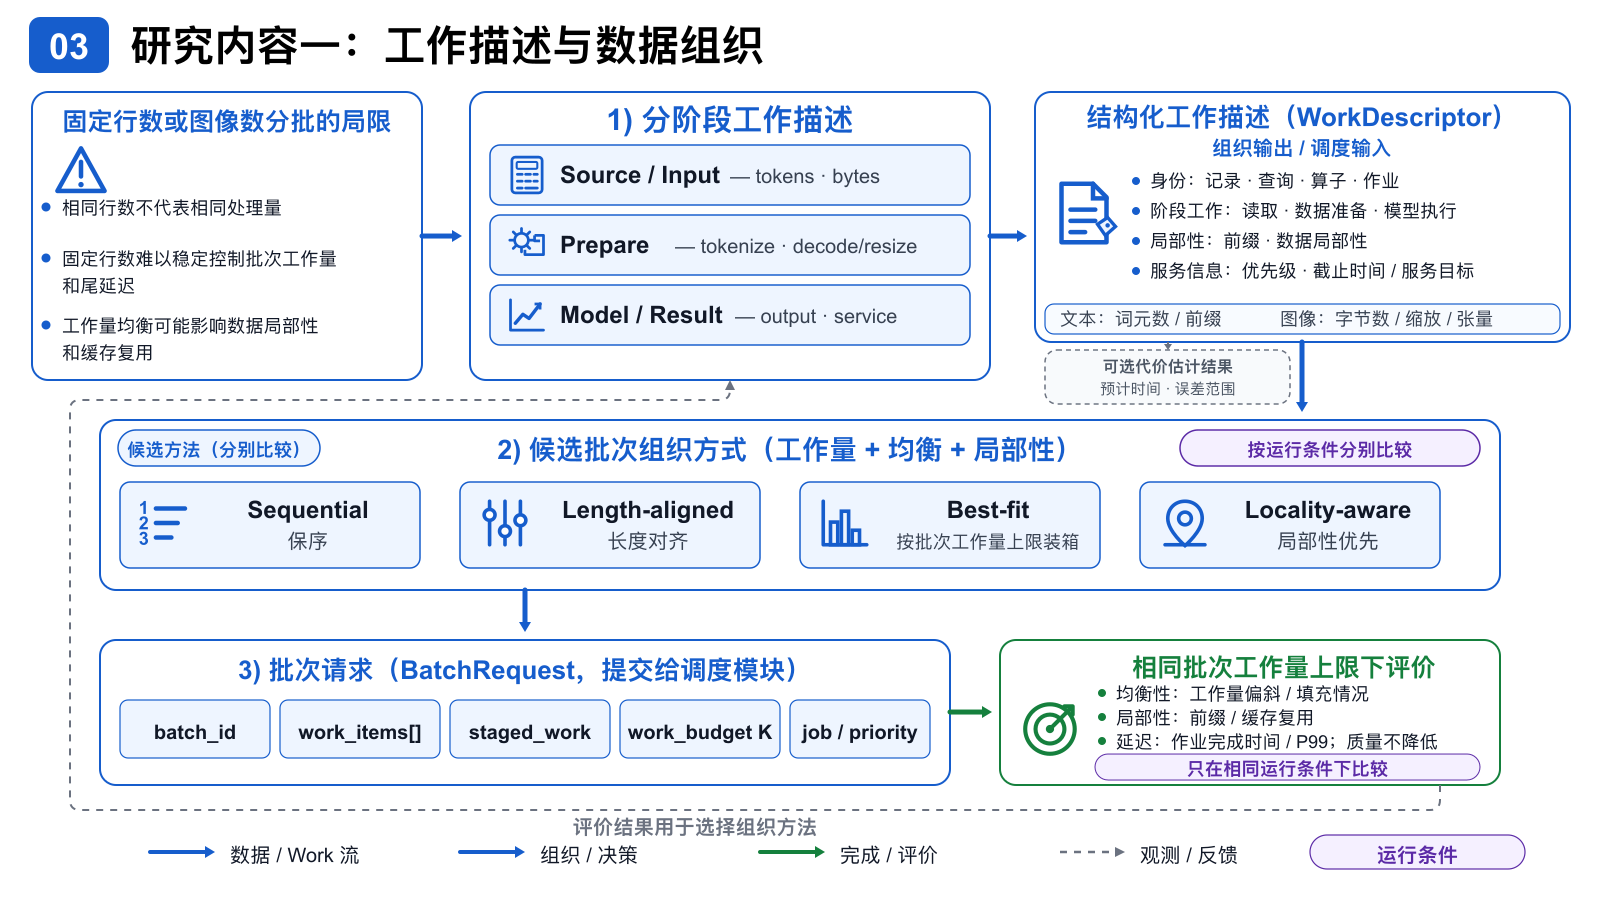 03
研究内容一：工作描述与数据组织
固定行数或图像数分批的局限
相同行数不代表相同处理量
固定行数难以稳定控制批次工作量
和尾延迟
工作量均衡可能影响数据局部性
和缓存复用
1) 分阶段工作描述
Source / Input — tokens · bytes
Prepare — tokenize · decode/resize
Model / Result — output · service
结构化工作描述（WorkDescriptor）
组织输出 / 调度输入
身份：记录 · 查询 · 算子 · 作业
阶段工作：读取 · 数据准备 · 模型执行
局部性：前缀 · 数据局部性
服务信息：优先级 · 截止时间 / 服务目标
文本：词元数 / 前缀 图像：字节数 / 缩放 / 张量
可选代价估计结果
预计时间 · 误差范围
候选方法（分别比较）
2) 候选批次组织方式（工作量 + 均衡 + 局部性）
按运行条件分别比较
1
2
3
Sequential
保序
Length-aligned
长度对齐
Best-fit
按批次工作量上限装箱
Locality-aware
局部性优先
3) 批次请求（BatchRequest，提交给调度模块）
batch_id
work_items[]
staged_work
work_budget K
job / priority
相同批次工作量上限下评价
均衡性：工作量偏斜 / 填充情况
局部性：前缀 / 缓存复用
延迟：作业完成时间 / P99；质量不降低
只在相同运行条件下比较
评价结果用于选择组织方法
数据 / Work 流
组织 / 决策
完成 / 评价
观测 / 反馈
运行条件